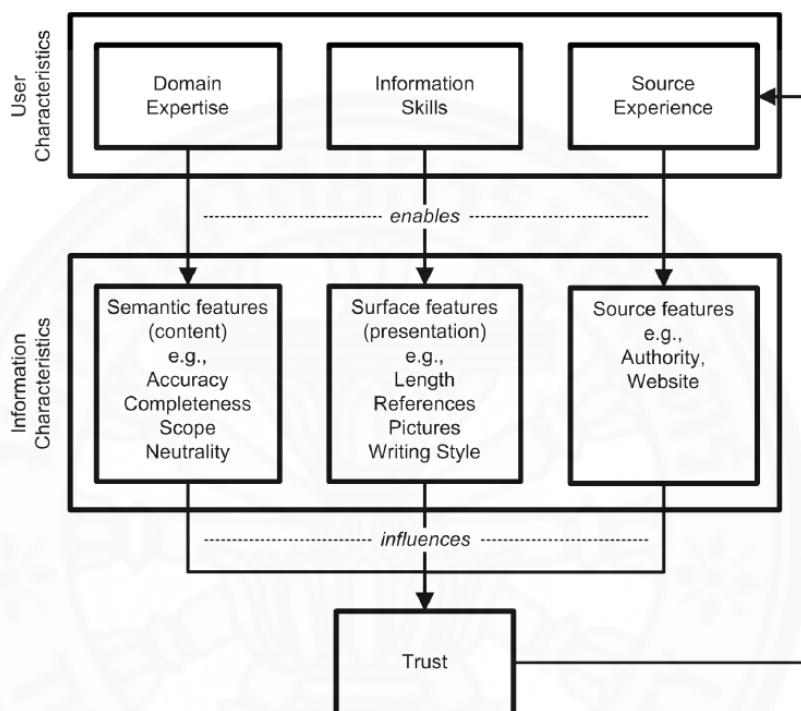 User
Characteristics
Domain
Expertise
Information
Skills
Source
Experience
enables
Information
Characteristics
Semantic features
(content)
e.g.,
Accuracy
Completeness
Scope
Neutrality
Surface features
(presentation)
e.g.,
Length
References
Pictures
Writing Style
Source features
e.g.,
Authority,
Website
influences
Trust